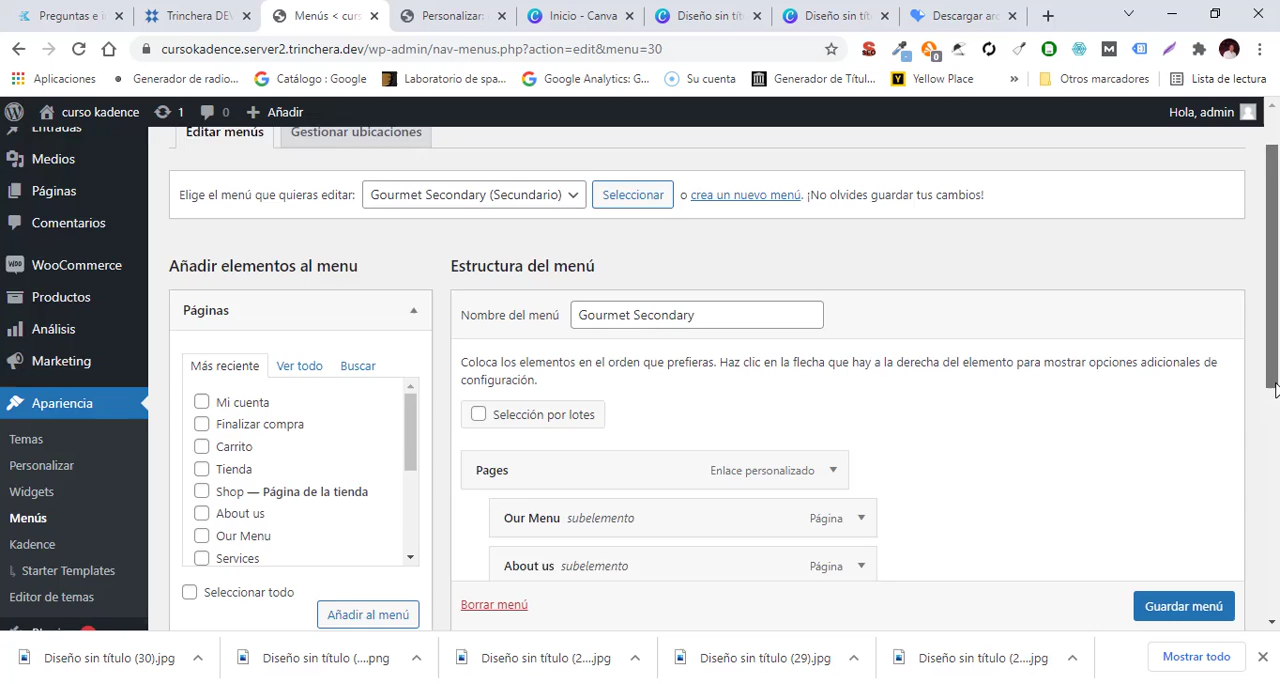 Preguntas e i
Trinchera DEV
Menús < curs
Personalizar:
Inicio - Canva
Diseño sin tí
Diseño sin tít
Descargar arc
cursokadence.server2.trinchera.dev/wp-admin/nav-menus.php?action=edit&menu=30
Aplicaciones
Generador de radio...
Catálogo : Google
Laboratorio de spa...
Google Analytics: G...
Su cuenta
Generador de Títul...
Yellow Place
»
Otros marcadores
Lista de lectura
curso kadence
1
0
Añadir
Hola, admin
Entradas
Medios
Páginas
Comentarios
WooCommerce
Productos
Análisis
Marketing
Apariencia
Temas
Personalizar
Widgets
Menús
Kadence
Starter Templates
Editor de temas
Editar menús
Gestionar ubicaciones
Elige el menú que quieras editar: Gourmet Secondary (Secundario) Seleccionar o crea un nuevo menú. ¡No olvides guardar tus cambios!
Añadir elementos al menu
Páginas
Más reciente Ver todo Buscar
Mi cuenta
Finalizar compra
Carrito
Tienda
Shop — Página de la tienda
About us
Our Menu
Services
Seleccionar todo
Añadir al menú
Estructura del menú
Nombre del menú Gourmet Secondary
Coloca los elementos en el orden que prefieras. Haz clic en la flecha que hay a la derecha del elemento para mostrar opciones adicionales de
configuración.
Selección por lotes
Pages Enlace personalizado
Our Menu subelemento Página
About us subelemento Página
Borrar menú
Guardar menú
Diseño sin título (30).jpg
Diseño sin título (....png
Diseño sin título (2....jpg
Diseño sin título (29).jpg
Diseño sin título (2....jpg
Mostrar todo